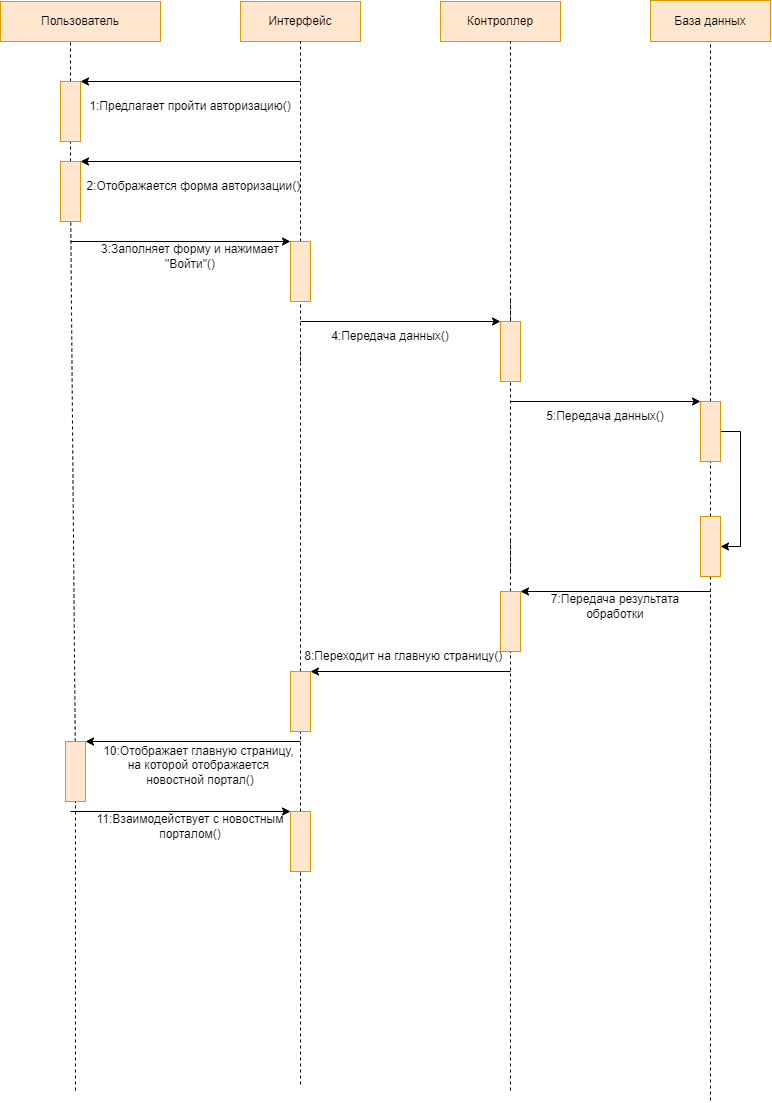 Пользователь
Интерфейс
Контроллер
База данных
1:Предлагает пройти авторизацию()
2:Отображается форма авторизации()
3:Заполняет форму и нажимает
"Войти"()
4:Передача данных()
5:Передача данных()
7:Передача результата
обработки
8:Переходит на главную страницу()
10:Отображает главную страницу,
на которой отображается
новостной портал()
11:Взаимодействует с новостным
порталом()